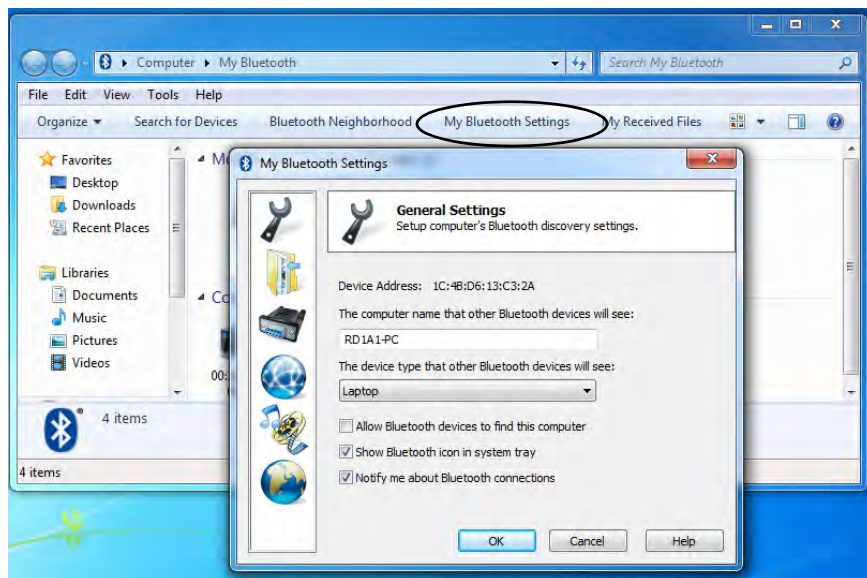 Computer ▸ My Bluetooth
Search My Bluetooth
File Edit View Tools Help
Organize Search for Devices Bluetooth Neighborhood My Bluetooth Settings My Received Files
Favorites
Desktop
Downloads
Recent Places
Libraries
Documents
Music
Pictures
Videos
4 items
4 items
My Bluetooth Settings
General Settings
Setup computer's Bluetooth discovery settings.
Device Address: 1C:4B:D6:13:C3:2A
The computer name that other Bluetooth devices will see:
RD1A1-PC
The device type that other Bluetooth devices will see:
Laptop
Allow Bluetooth devices to find this computer
Show Bluetooth icon in system tray
Notify me about Bluetooth connections
OK Cancel Help